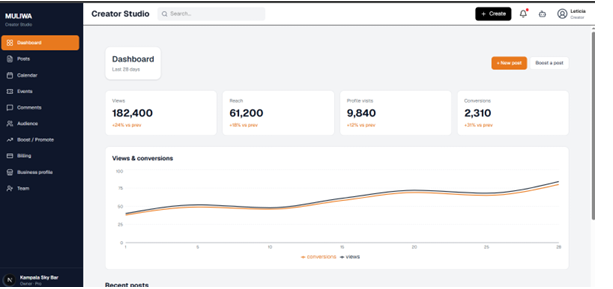 MULIWA
Creator Studio
Dashboard
Posts
Calendar
Events
Comments
Audience
Boost / Promote
Billing
Business profile
Team
N
Kampala Sky Bar
Owner · Pro
Creator Studio
Search...
+ Create
Leticia
Creator
Dashboard
Last 28 days
+ New post
Boost a post
Views
182,400
+24% vs prev
Reach
61,200
+18% vs prev
Profile visits
9,840
+12% vs prev
Conversions
2,310
+31% vs prev
Views & conversions
100
75
50
25
0
1
5
10
15
20
25
28
conversions
views
Recent posts